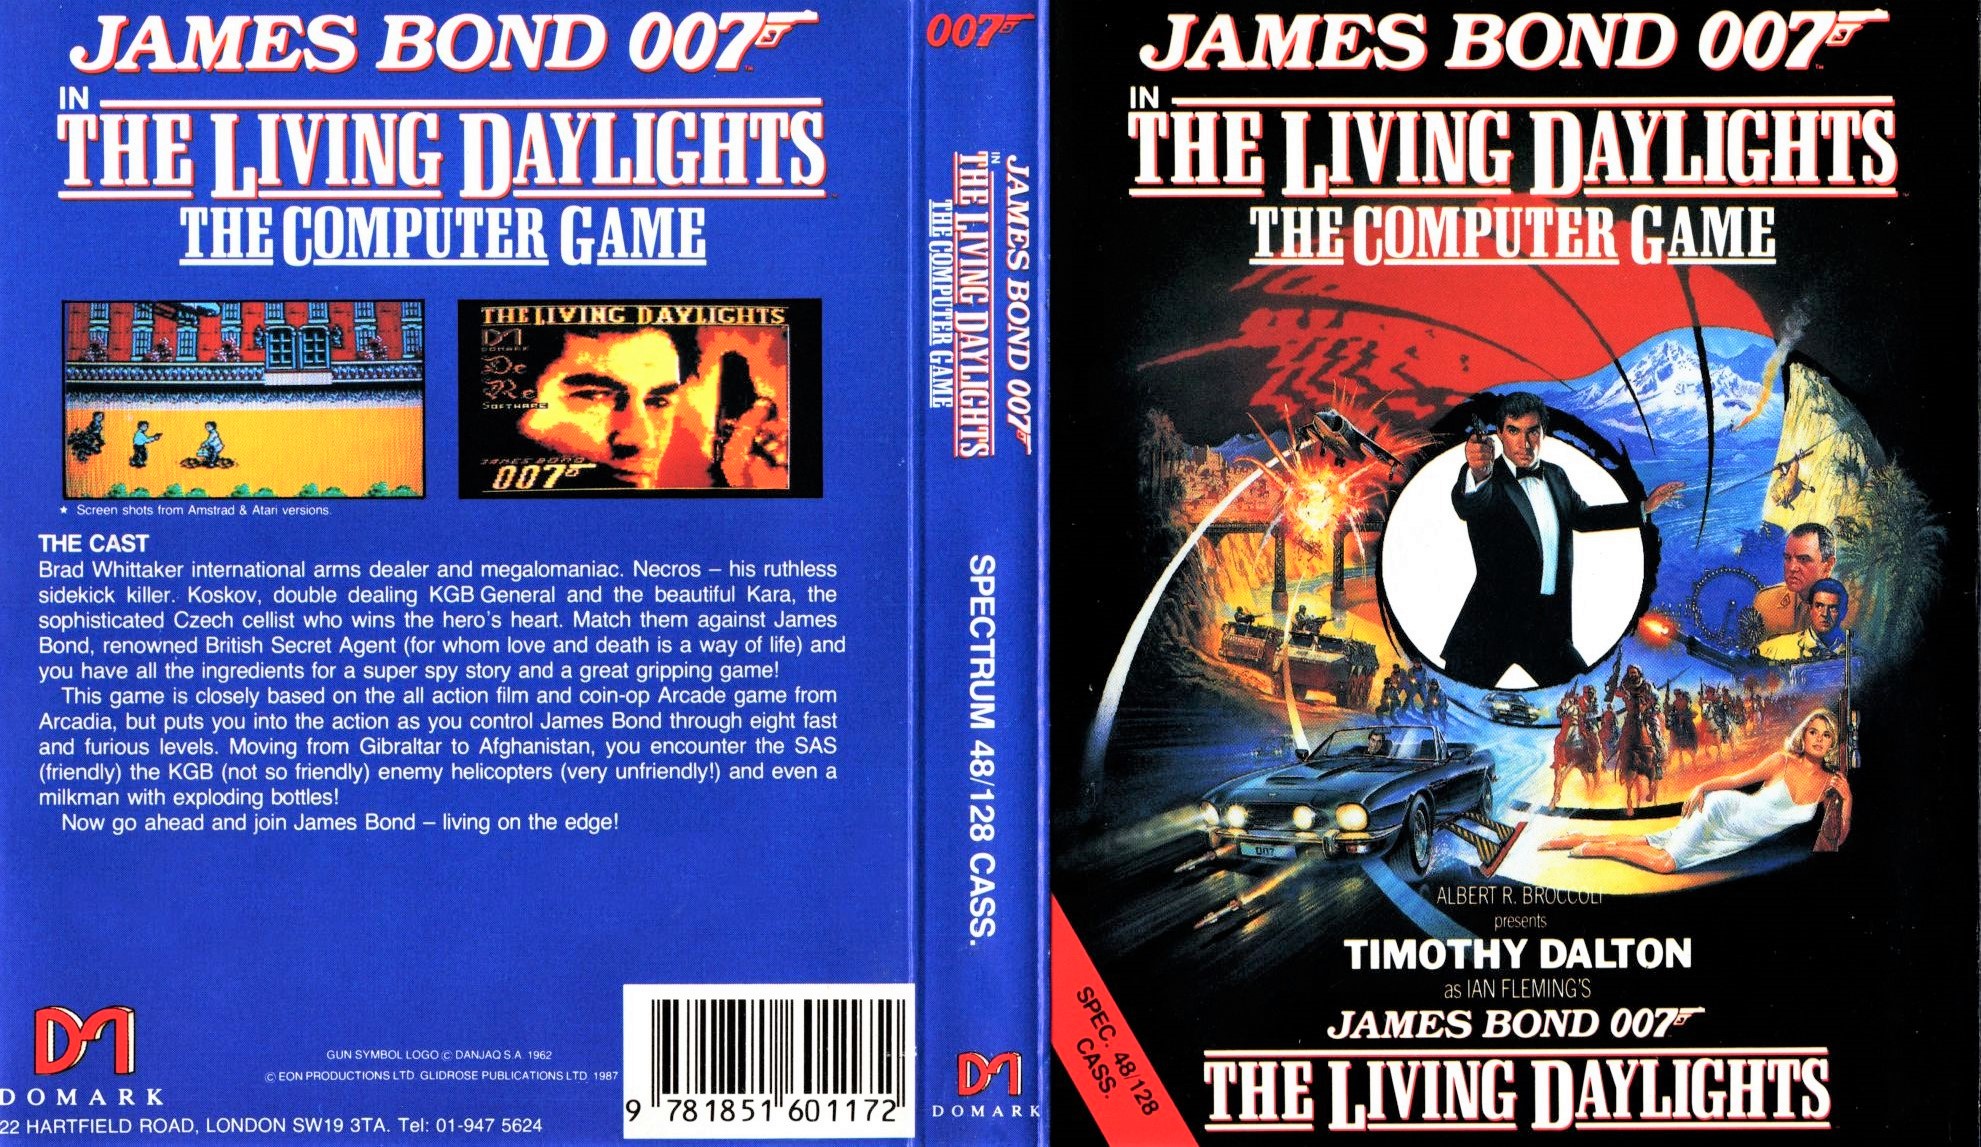 JAMES BOND 007
IN
THE LIVING DAYLIGHTS
THE COMPUTER GAME
THE LIVING DAYLIGHTS
DOMARK
De
Re
SOFTWARE
JAMES BOND
007
★ Screen shots from Amstrad & Atari versions.
THE CAST
Brad Whittaker international arms dealer and megalomaniac. Necros – his ruthless
sidekick killer. Koskov, double dealing KGB General and the beautiful Kara, the
sophisticated Czech cellist who wins the hero's heart. Match them against James
Bond, renowned British Secret Agent (for whom love and death is a way of life) and
you have all the ingredients for a super spy story and a great gripping game!
This game is closely based on the all action film and coin-op Arcade game from
Arcadia, but puts you into the action as you control James Bond through eight fast
and furious levels. Moving from Gibraltar to Afghanistan, you encounter the SAS
(friendly) the KGB (not so friendly) enemy helicopters (very unfriendly!) and even a
milkman with exploding bottles!
Now go ahead and join James Bond – living on the edge!
GUN SYMBOL LOGO © DANJAQ S.A. 1962
© EON PRODUCTIONS LTD. GLIDROSE PUBLICATIONS LTD. 1987
DOMARK
22 HARTFIELD ROAD, LONDON SW19 3TA. Tel: 01-947 5624
9 781851 601172
007
JAMES BOND 007
IN
THE LIVING DAYLIGHTS
THE COMPUTER GAME
SPECTRUM 48/128 CASS.
DOMARK
JAMES BOND 007
IN
THE LIVING DAYLIGHTS
THE COMPUTER GAME
007
ALBERT R. BROCCOLI
presents
TIMOTHY DALTON
as IAN FLEMING'S
JAMES BOND 007
THE LIVING DAYLIGHTS
SPEC. 48/128
CASS.